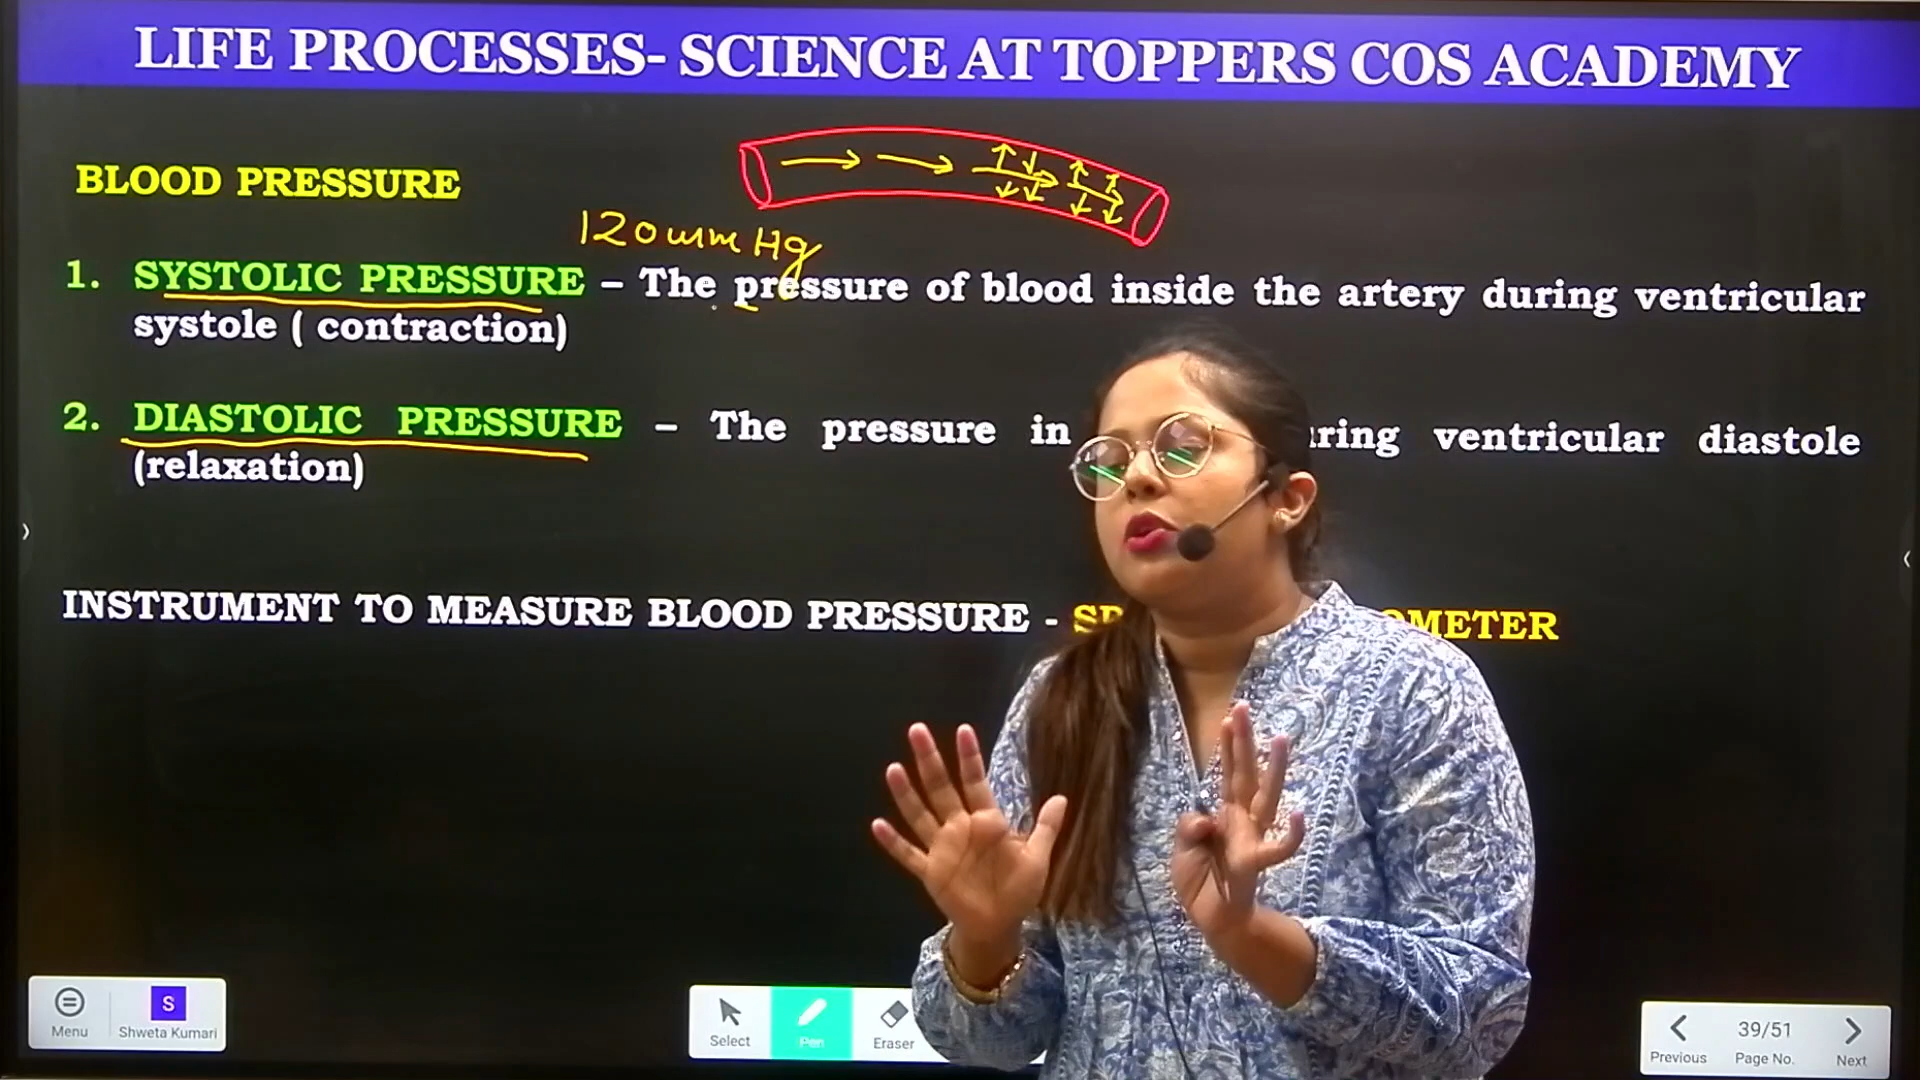 LIFE PROCESSES- SCIENCE AT TOPPERS COS ACADEMY
BLOOD PRESSURE
120 mm Hg
1. SYSTOLIC PRESSURE – The pressure of blood inside the artery during ventricular
systole ( contraction)
2. DIASTOLIC PRESSURE – The pressure in ventricular diastole
(relaxation)
INSTRUMENT TO MEASURE BLOOD PRESSURE -
Menu
S
Shweta Kumari
Select
Pen
Eraser
Previous
39/51
Page No.
Next